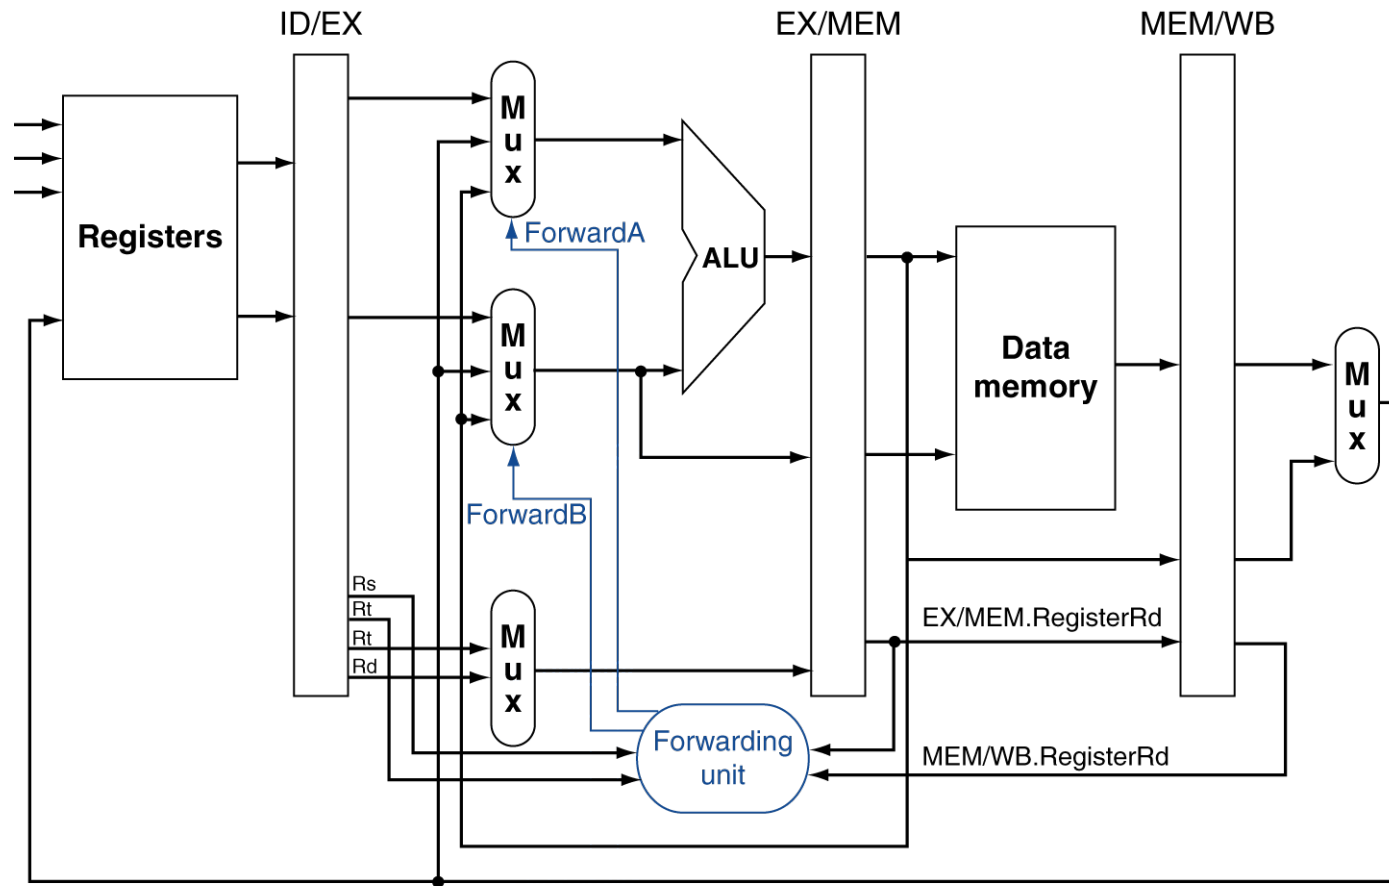 ID/EX
EX/MEM
MEM/WB
M
u
x
Registers
ForwardA
ALU
M
u
x
Data
memory
M
u
x
ForwardB
Rs
Rt
Rt
Rd
M
u
x
EX/MEM.RegisterRd
Forwarding
unit
MEM/WB.RegisterRd